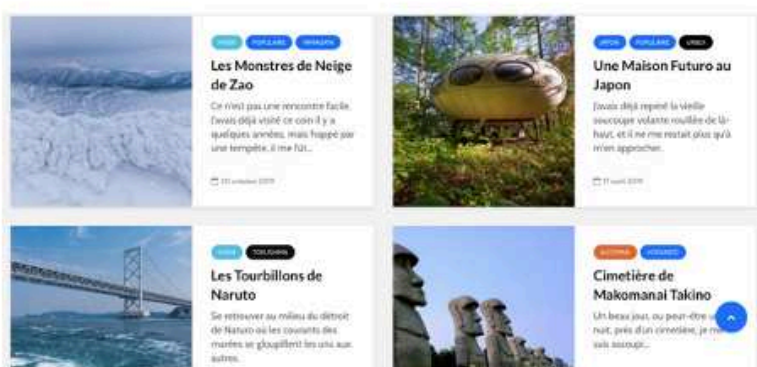 POPULAIRE
Les Monstres de Neige
de Zao
Ce n'est pas une rencontre facile.
J'avais déjà visité ce coin il y a
quelques années, mais happé par
une tempête, il me fût...
JAPON POPULAIRE URBEX
Une Maison Futuro au
Japon
J'avais déjà repéré la vieille
soucoupe volante rouillée de là-
haut, et il ne me restait plus qu'à
m'en approcher.
TOKUSHIMA
Les Tourbillons de
Naruto
Se retrouver au milieu du détroit
de Naruto où les courants des
marées se gloupillent les uns aux
autres.
HOKKAIDO
Cimetière de
Makomanai Takino
Un beau jour, ou peut-être
nuit, près d'un cimetière, je
suis assoupi...